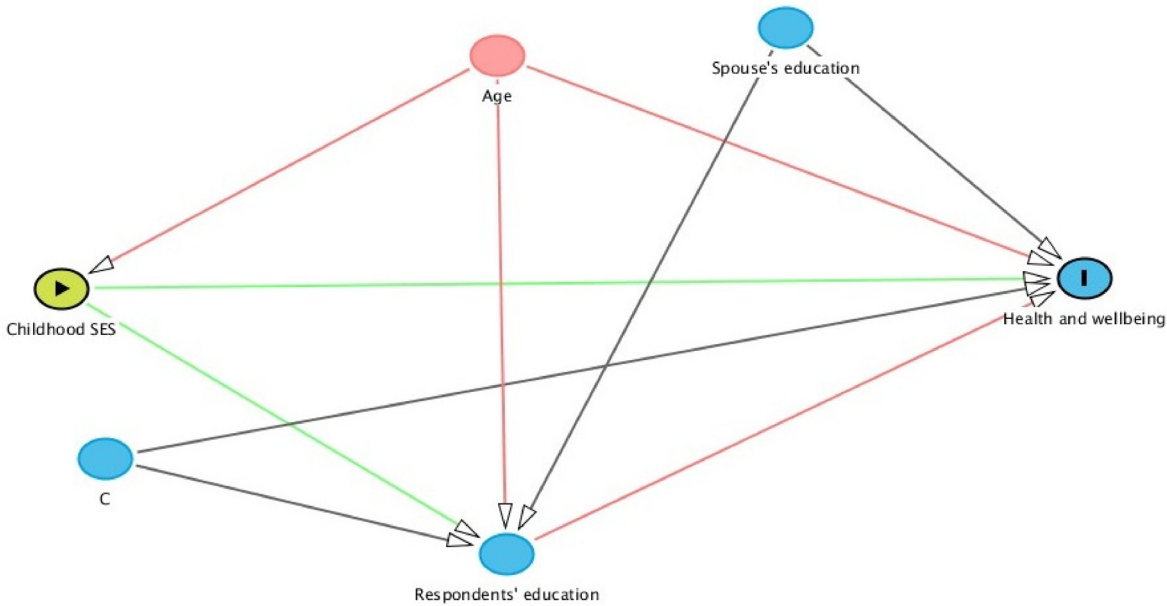 Spouse's education
Age
Health and wellbeing
Childhood SES
C
Respondents' education